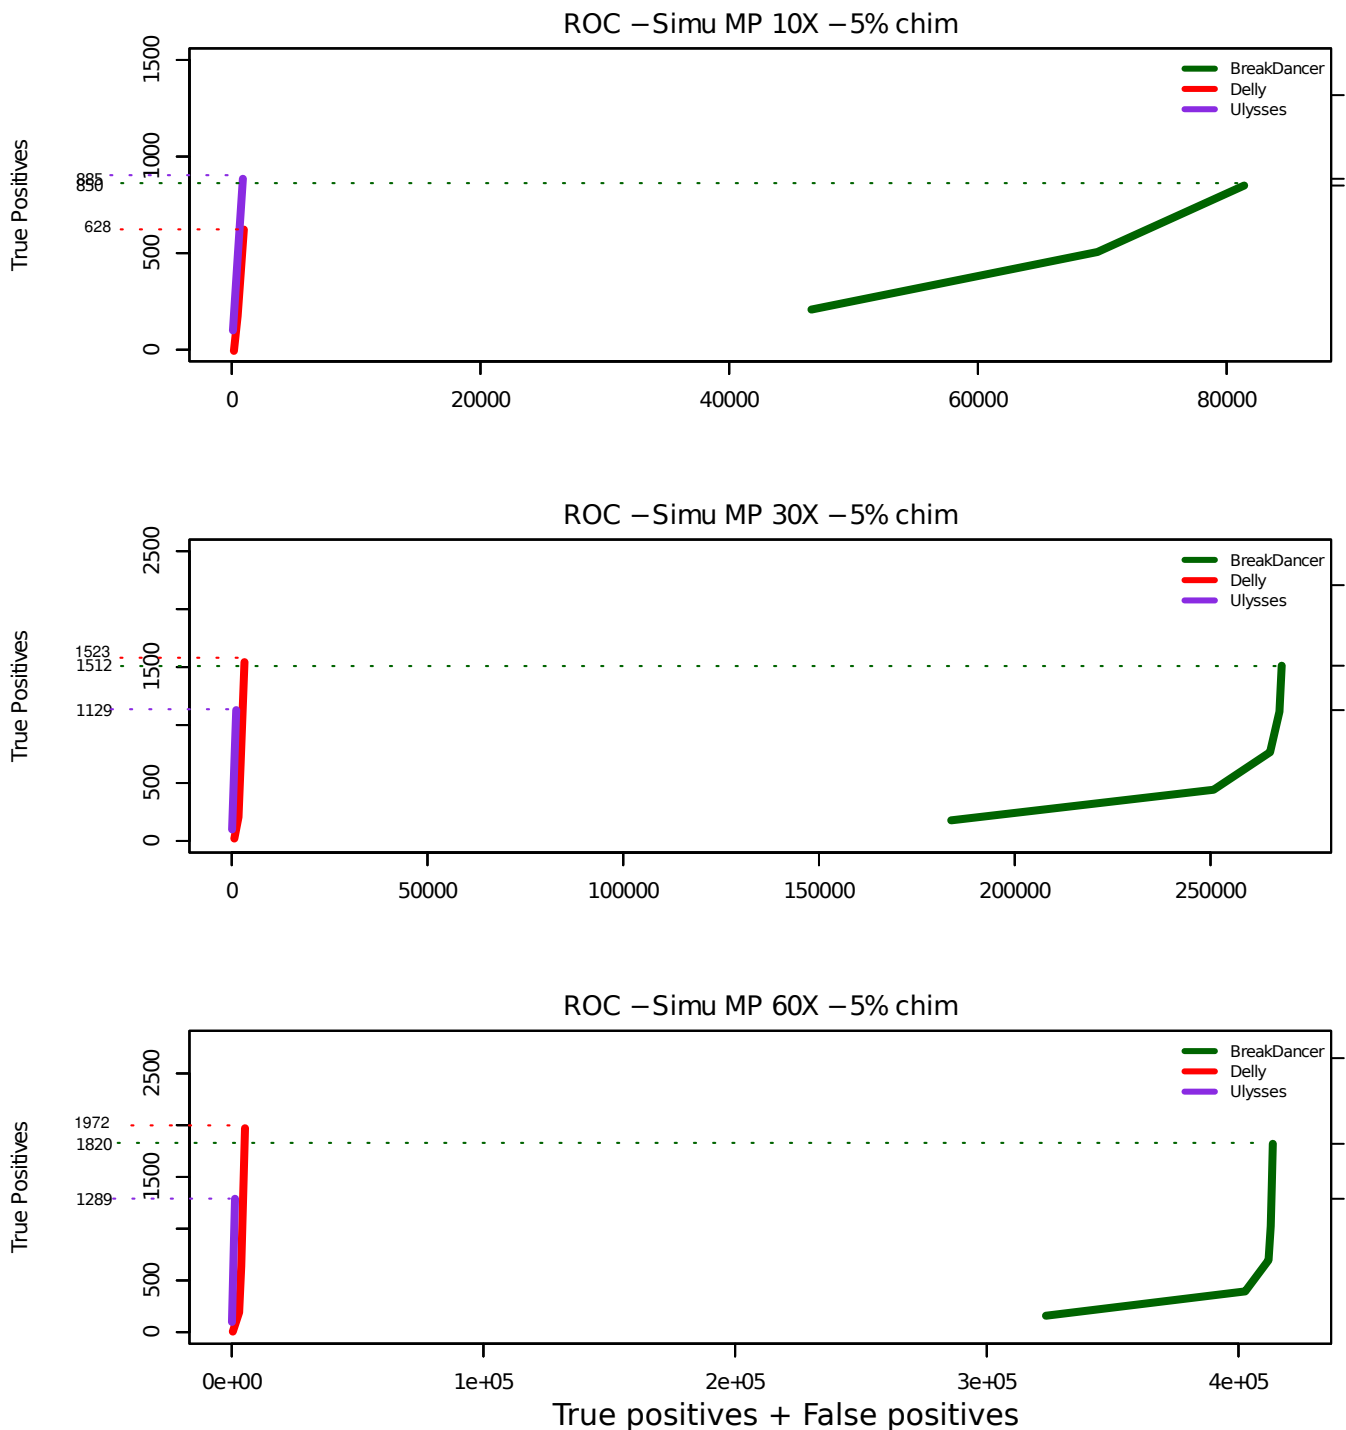 ROC −Simu MP 10X −5% chim
True Positives
1500
1000
500
0
885
850
628
BreakDancer
Delly
Ulysses
0 20000 40000 60000 80000
ROC −Simu MP 30X −5% chim
True Positives
2500
1500
500
0
1523
1512
1129
BreakDancer
Delly
Ulysses
0 50000 100000 150000 200000 250000
ROC −Simu MP 60X −5% chim
True Positives
2500
1500
500
0
1972
1820
1289
BreakDancer
Delly
Ulysses
0e+00 1e+05 2e+05 3e+05 4e+05
True positives + False positives